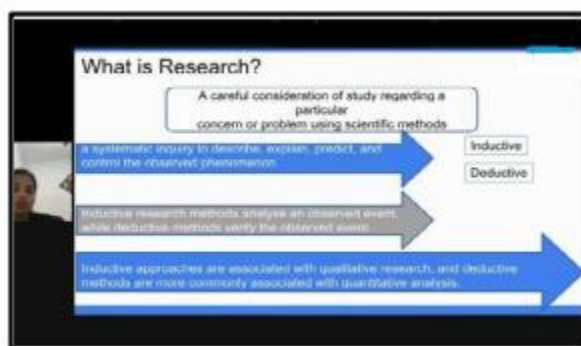 What is Research?
A careful consideration of study regarding a
particular
concern or problem using scientific methods
a systematic inquiry to describe, explain, predict, and
control the observed phenomenon
Inductive
Deductive
Inductive research methods analyse an observed event,
while deductive methods verify the observed event
Inductive approaches are associated with qualitative research, and deductive
methods are more commonly associated with quantitative analysis.